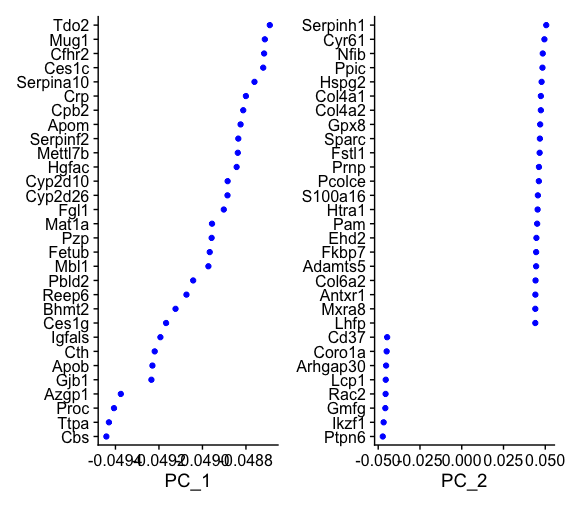 Tdo2
Mug1
Cfhr2
Ces1c
Serpina10
Crp
Cpb2
Apom
Serpinf2
Mettl7b
Hgfac
Cyp2d10
Cyp2d26
Fgl1
Mat1a
Pzp
Fetub
Mbl1
Pbld2
Reep6
Bhmt2
Ces1g
Igfals
Cth
Apob
Gjb1
Azgp1
Proc
Ttpa
Cbs
-0.0494 -0.0492 -0.0490 -0.0488
PC_1
Serpinh1
Cyr61
Nfib
Ppic
Hspg2
Col4a1
Col4a2
Gpx8
Sparc
Fstl1
Prnp
Pcolce
S100a16
Htra1
Pam
Ehd2
Fkbp7
Adamts5
Col6a2
Antxr1
Mxra8
Lhfp
Cd37
Coro1a
Arhgap30
Lcp1
Rac2
Gmfg
Ikzf1
Ptpn6
-0.050 -0.025 0.000 0.025 0.050
PC_2